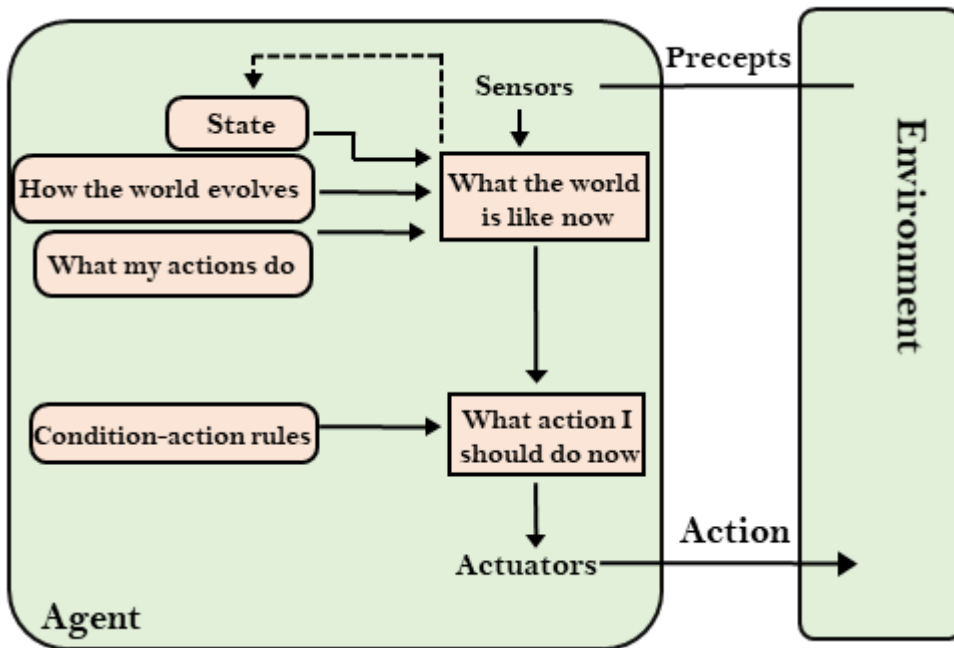 Precepts
Sensors
State
How the world evolves
What the world
is like now
What my actions do
Environment
Condition-action rules
What action I
should do now
Action
Actuators
Agent